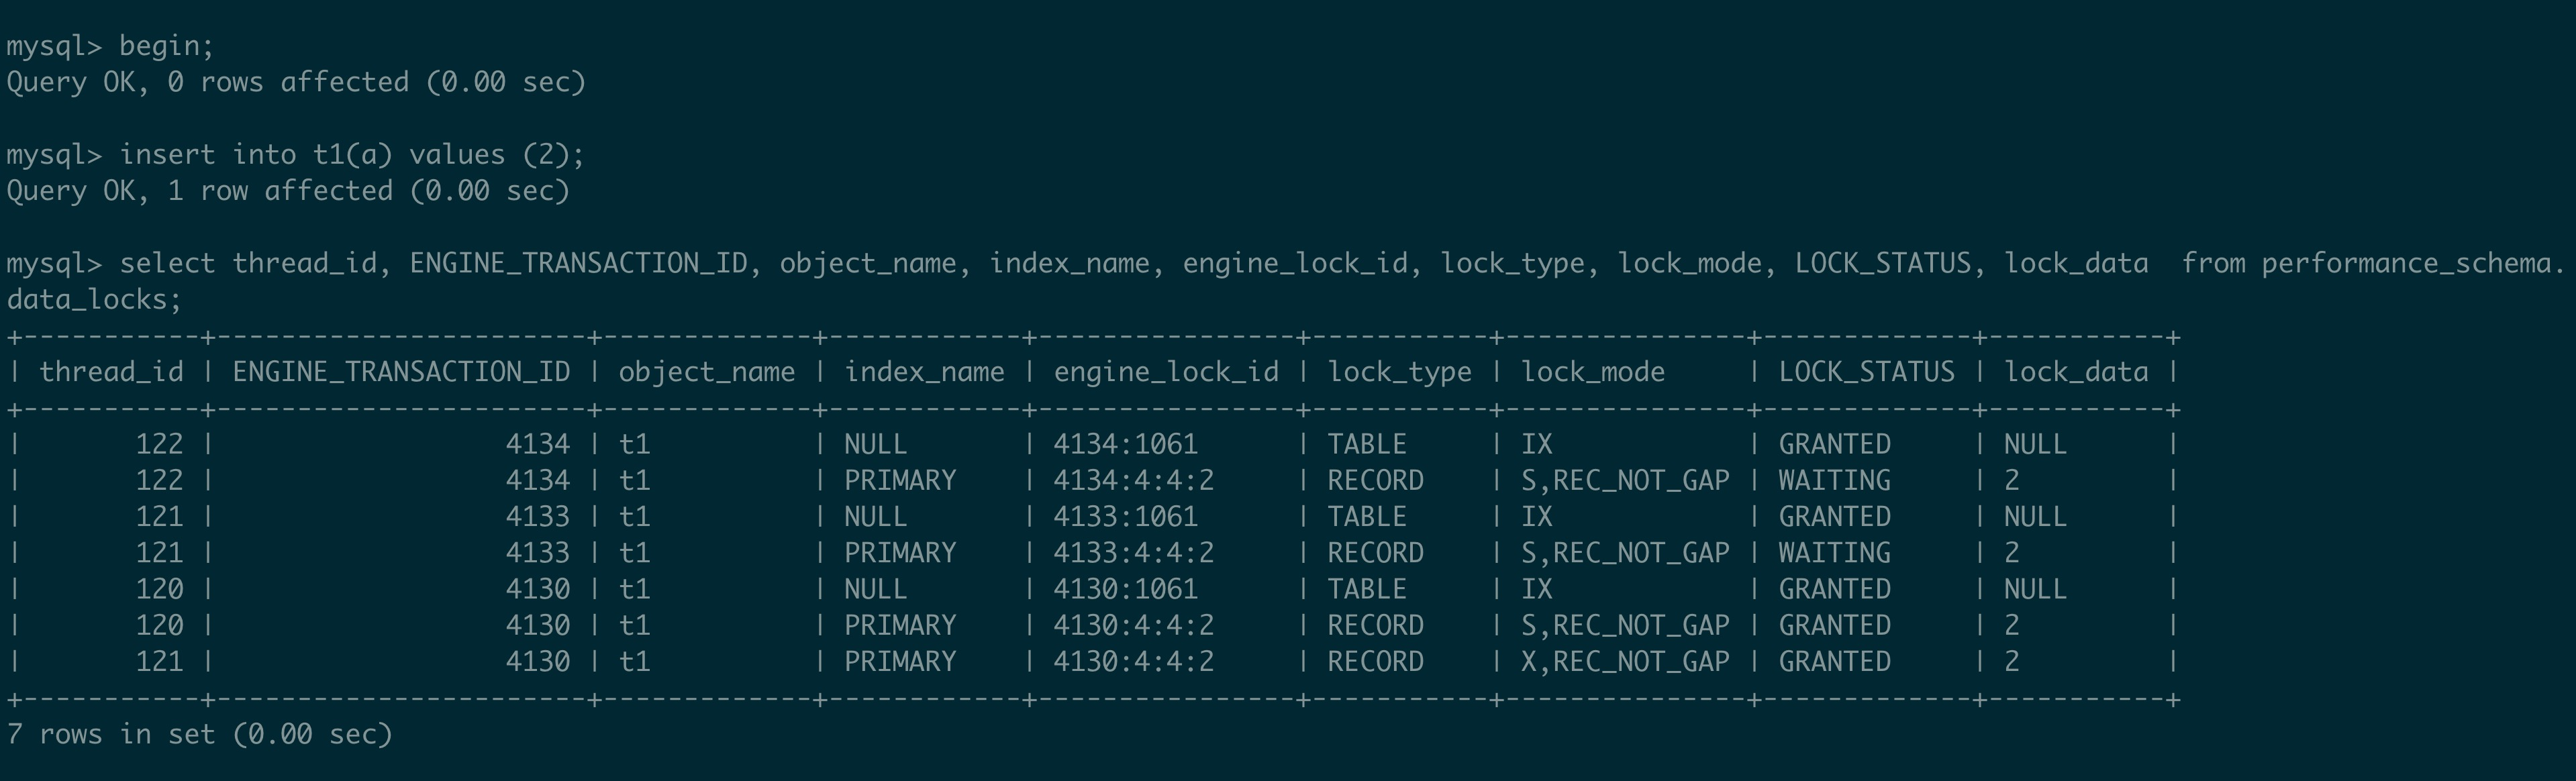 mysql> begin;
Query OK, 0 rows affected (0.00 sec)
mysql> insert into t1(a) values (2);
Query OK, 1 row affected (0.00 sec)
mysql> select thread_id, ENGINE_TRANSACTION_ID, object_name, index_name, engine_lock_id, lock_type, lock_mode, LOCK_STATUS, lock_data  from performance_schema.
data_locks;
+-----------+-----------------------+-------------+------------+----------------+-----------+---------------+-------------+-----------+
| thread_id | ENGINE_TRANSACTION_ID | object_name | index_name | engine_lock_id | lock_type | lock_mode     | LOCK_STATUS | lock_data |
+-----------+-----------------------+-------------+------------+----------------+-----------+---------------+-------------+-----------+
|       122 |                  4134 | t1          | NULL       | 4134:1061      | TABLE     | IX            | GRANTED     | NULL      |
|       122 |                  4134 | t1          | PRIMARY    | 4134:4:4:2     | RECORD    | S,REC_NOT_GAP | WAITING     | 2         |
|       121 |                  4133 | t1          | NULL       | 4133:1061      | TABLE     | IX            | GRANTED     | NULL      |
|       121 |                  4133 | t1          | PRIMARY    | 4133:4:4:2     | RECORD    | S,REC_NOT_GAP | WAITING     | 2         |
|       120 |                  4130 | t1          | NULL       | 4130:1061      | TABLE     | IX            | GRANTED     | NULL      |
|       120 |                  4130 | t1          | PRIMARY    | 4130:4:4:2     | RECORD    | S,REC_NOT_GAP | GRANTED     | 2         |
|       121 |                  4130 | t1          | PRIMARY    | 4130:4:4:2     | RECORD    | X,REC_NOT_GAP | GRANTED     | 2         |
+-----------+-----------------------+-------------+------------+----------------+-----------+---------------+-------------+-----------+
7 rows in set (0.00 sec)